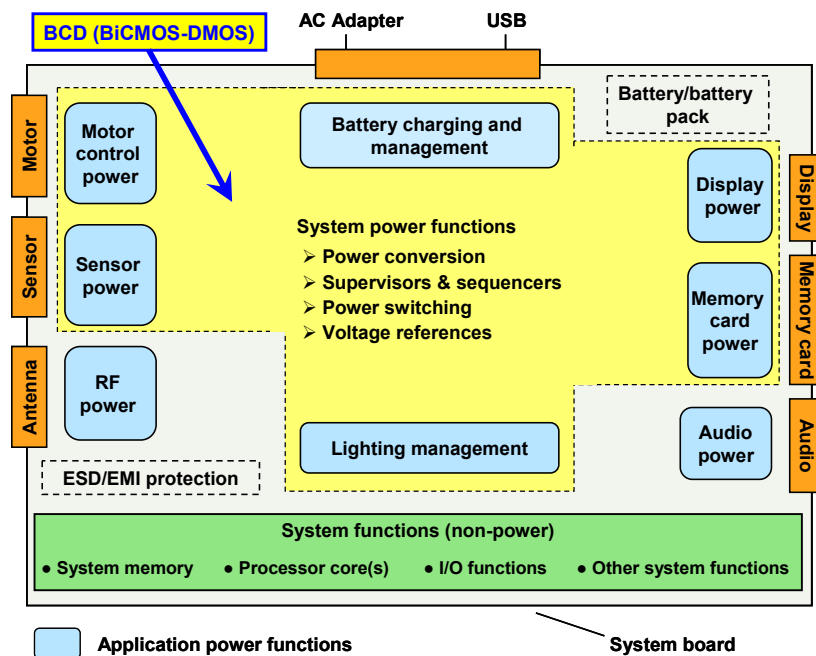 BCD (BiCMOS-DMOS)
AC Adapter
USB
Battery/battery
pack
Motor
Motor
control
power
Battery charging and
management
Display
power
Display
Sensor
Sensor
power
System power functions
➢ Power conversion
➢ Supervisors & sequencers
➢ Power switching
➢ Voltage references
Memory
card
power
Memory card
Antenna
RF
power
Lighting management
Audio
power
Audio
ESD/EMI protection
System functions (non-power)
● System memory ● Processor core(s) ● I/O functions ● Other system functions
Application power functions
System board